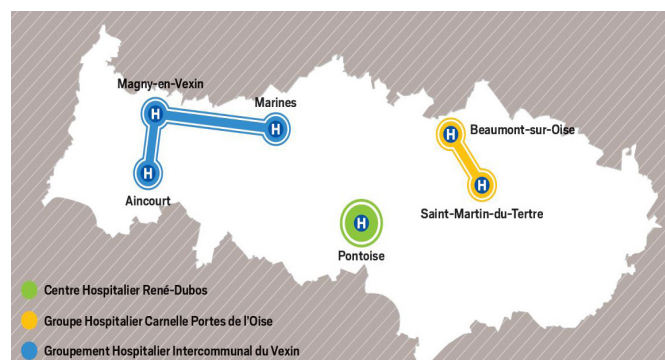 Magny-en-Vexin
H
Marines
H
Beaumont-sur-Oise
H
Aincourt
H
Saint-Martin-du-Tertre
H
Pontoise
H
Centre Hospitalier René-Dubos
Groupe Hospitalier Carnelle Portes de l'Oise
Groupement Hospitalier Intercommunal du Vexin